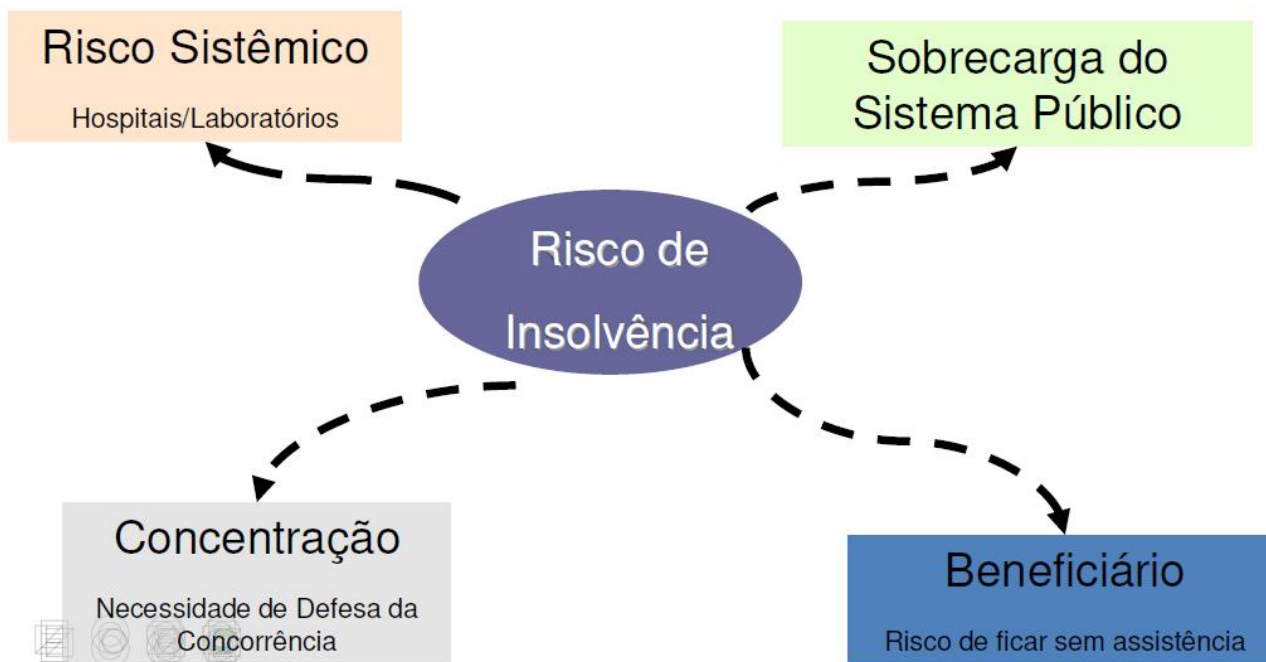 Risco Sistêmico
Hospitais/Laboratórios
Sobrecarga do
Sistema Público
Risco de
Insolvência
Concentração
Necessidade de Defesa da
Concorrência
Beneficiário
Risco de ficar sem assistência